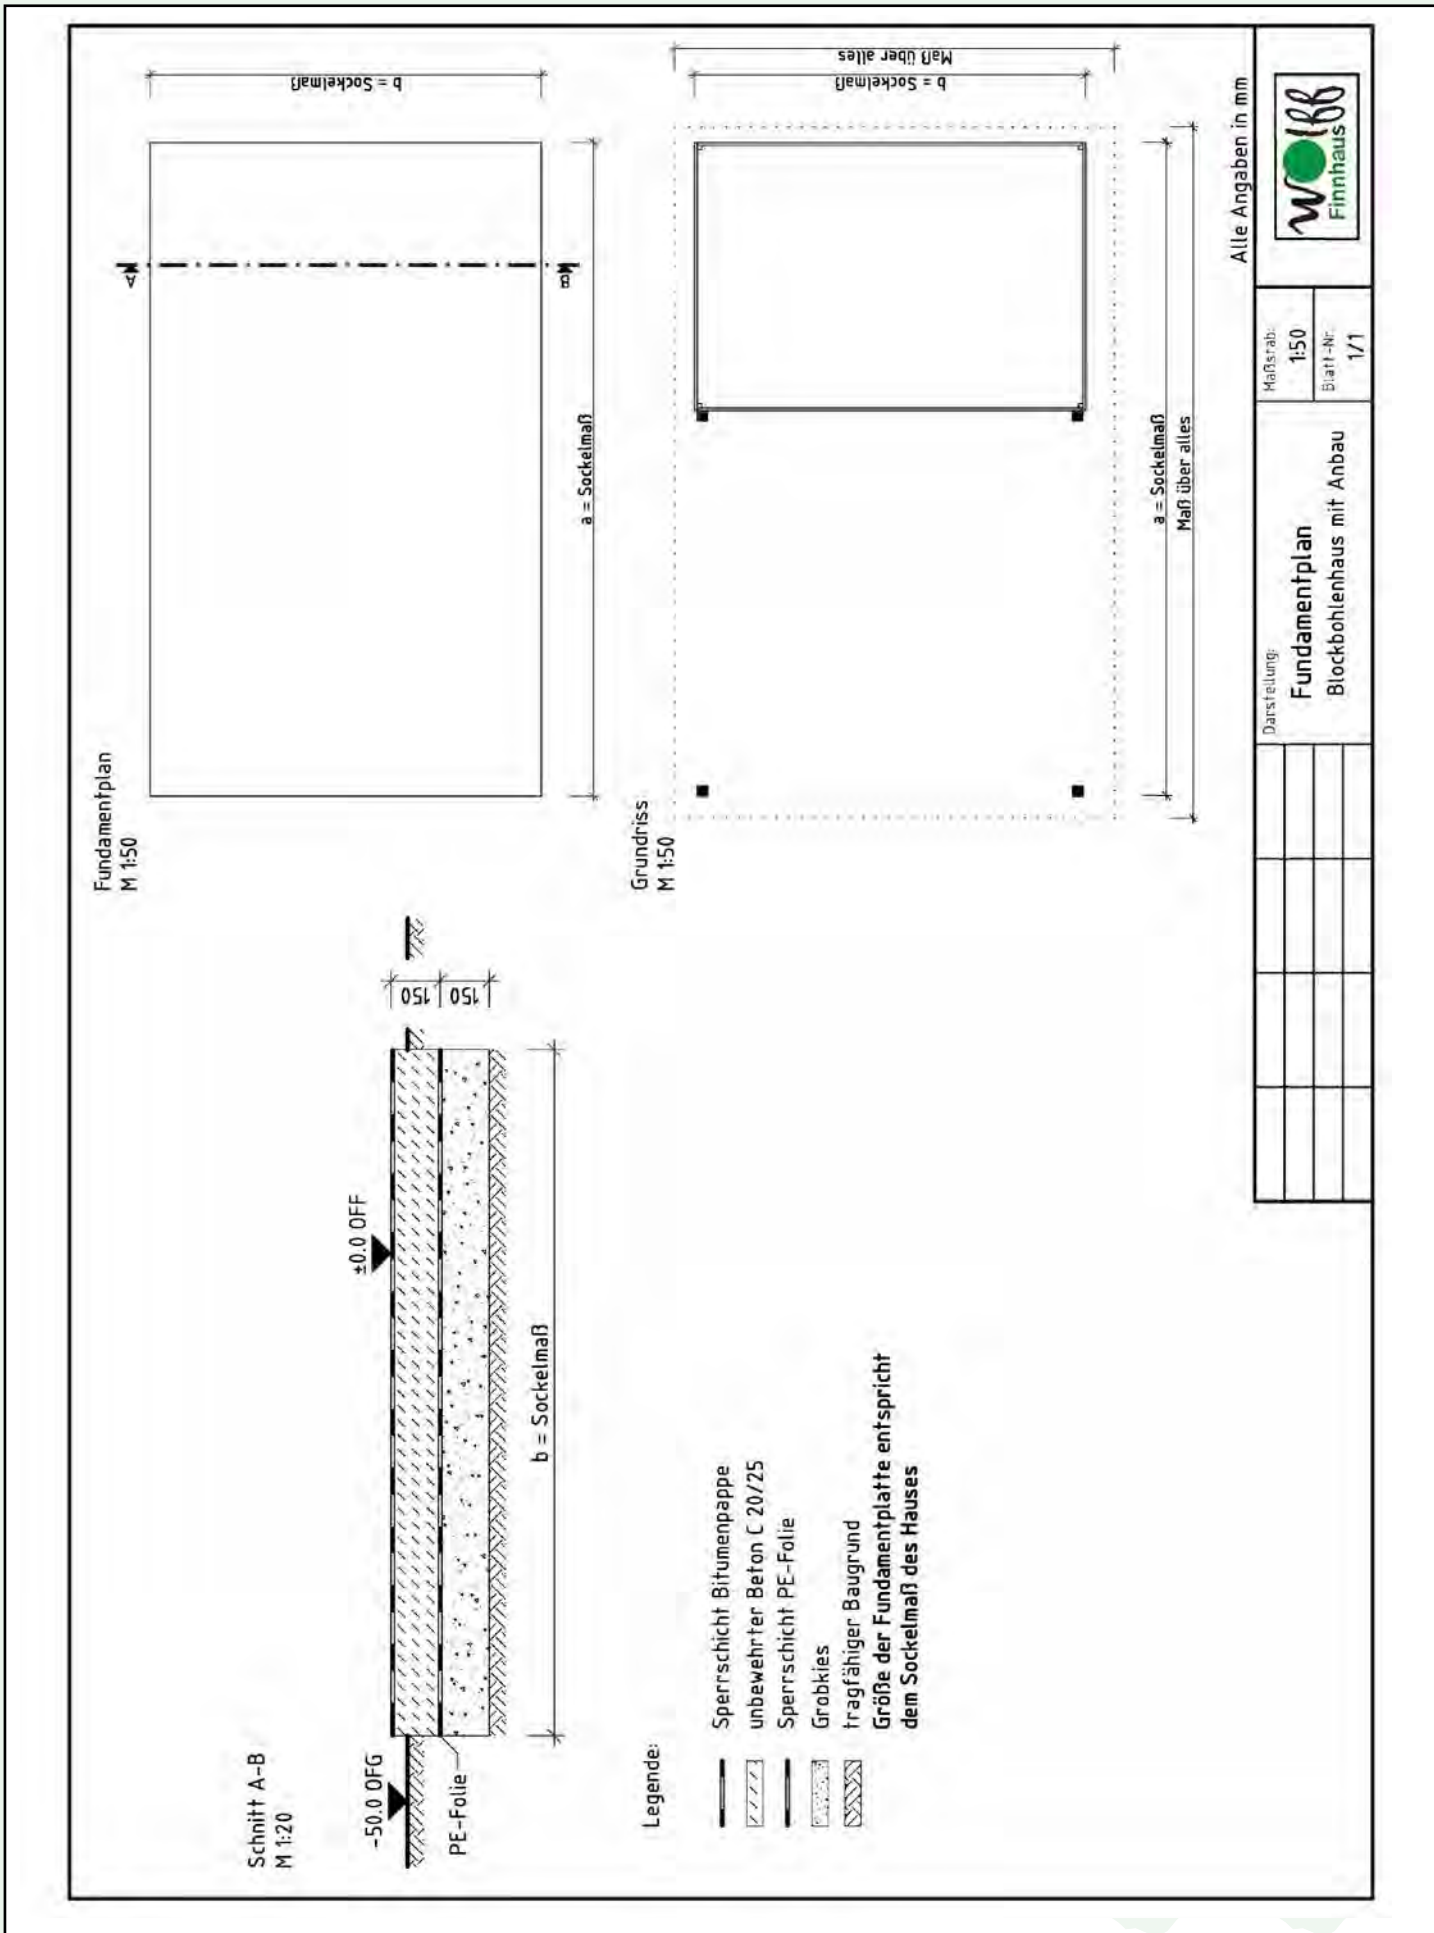 Schnitt A-B
M 1:20
-50.0 OFG
±0.0 OFF
PE-Folie
150
150
b = Sockelmaß
Fundamentplan
M 1:50
b = Sockelmaß
A
B
a = Sockelmaß
Legende:
Sperrschicht Bitumenpappe
unbewehrter Beton C 20/25
Sperrschicht PE-Folie
Grobkies
tragfähiger Baugrund
Größe der Fundamentplatte entspricht
dem Sockelmaß des Hauses
Grundriss
M 1:50
Maß über alles
b = Sockelmaß
a = Sockelmaß
Maß über alles
Alle Angaben in mm
Darstellung:
Fundamentplan
Blockbohlenhaus mit Anbau
Maßstab:
1:50
Blatt-Nr.
1/1
wolff
Finnhaus